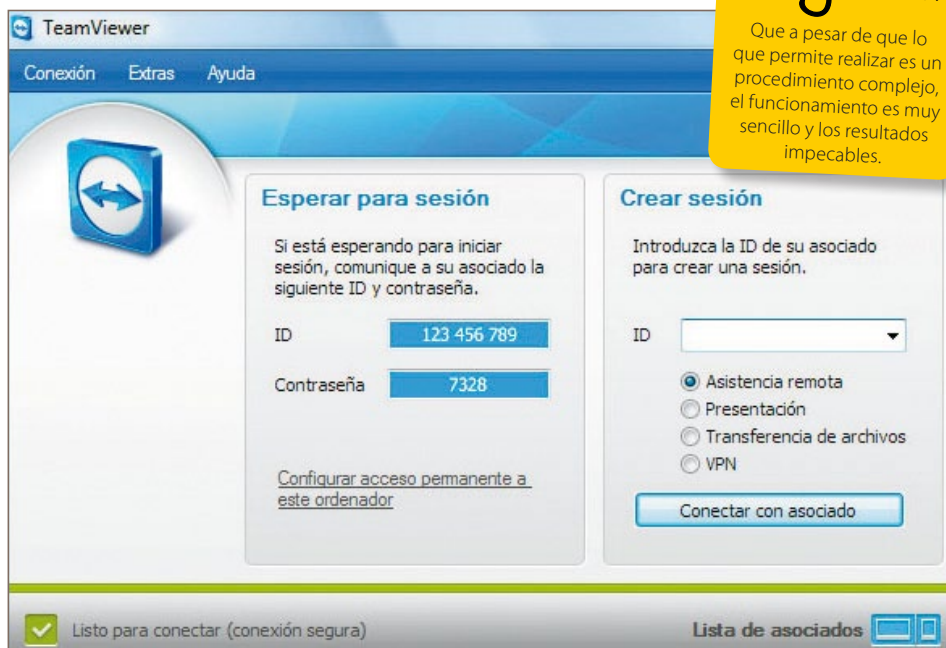 TeamViewer
Conexión Extras Ayuda
Que a pesar de que lo
que permite realizar es un
procedimiento complejo,
el funcionamiento es muy
sencillo y los resultados
impecables.
Esperar para sesión
Si está esperando para iniciar
sesión, comunique a su asociado la
siguiente ID y contraseña.
ID 123 456 789
Contraseña 7328
Configurar acceso permanente a
este ordenador
Crear sesión
Introduzca la ID de su asociado
para crear una sesión.
ID
Asistencia remota
Presentación
Transferencia de archivos
VPN
Conectar con asociado
Listo para conectar (conexión segura)
Lista de asociados